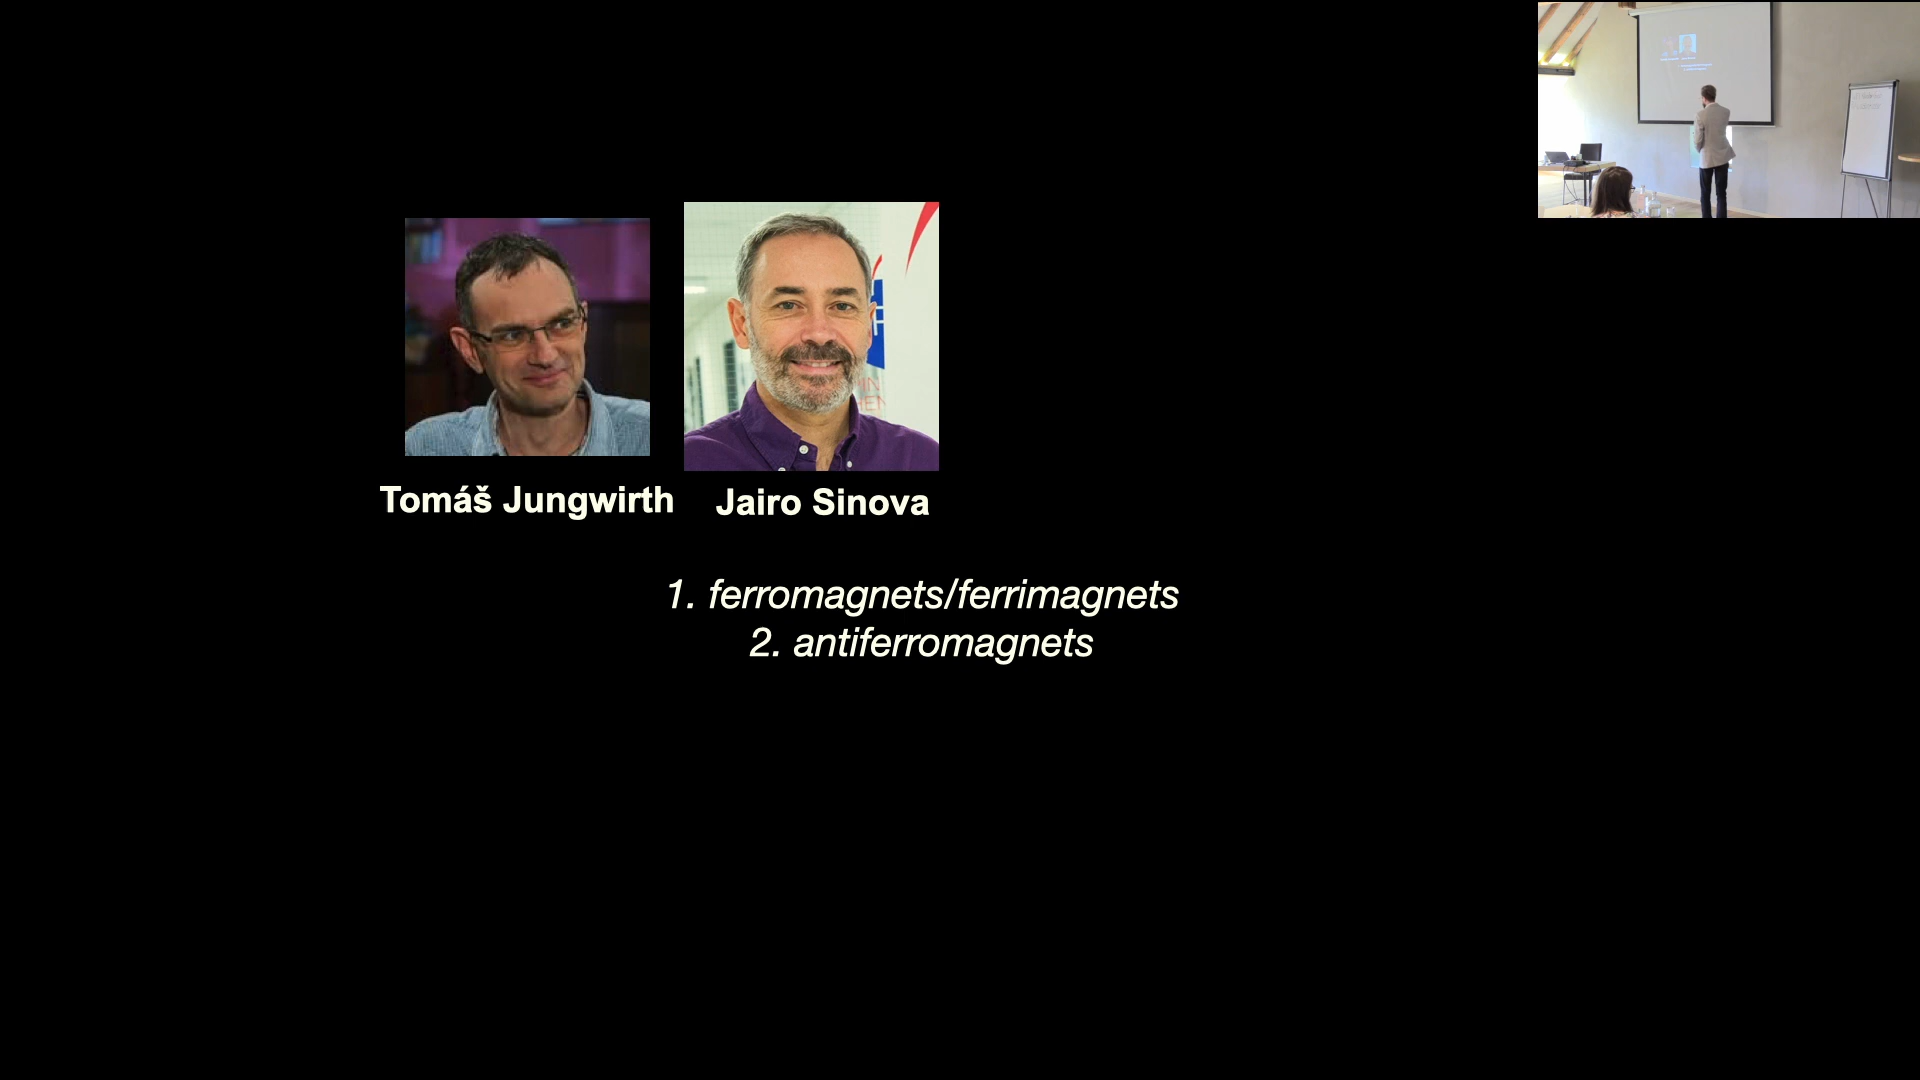 Tomáš Jungwirth
Jairo Sinova
1. ferromagnets/ferrimagnets
2. antiferromagnets